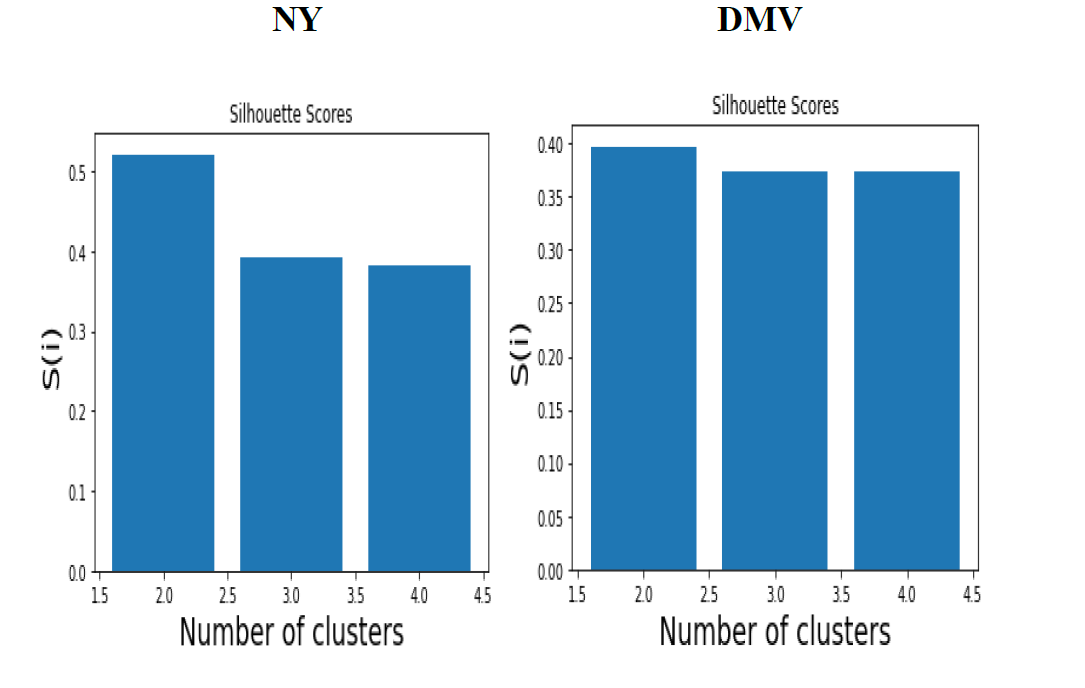 NY
DMV
Silhouette Scores
0.5
0.4
0.3
0.2
0.1
0.0
S(i)
1.5 2.0 2.5 3.0 3.5 4.0 4.5
Number of clusters
Silhouette Scores
0.40
0.35
0.30
0.25
0.20
0.15
0.10
0.05
0.00
S(i)
1.5 2.0 2.5 3.0 3.5 4.0 4.5
Number of clusters